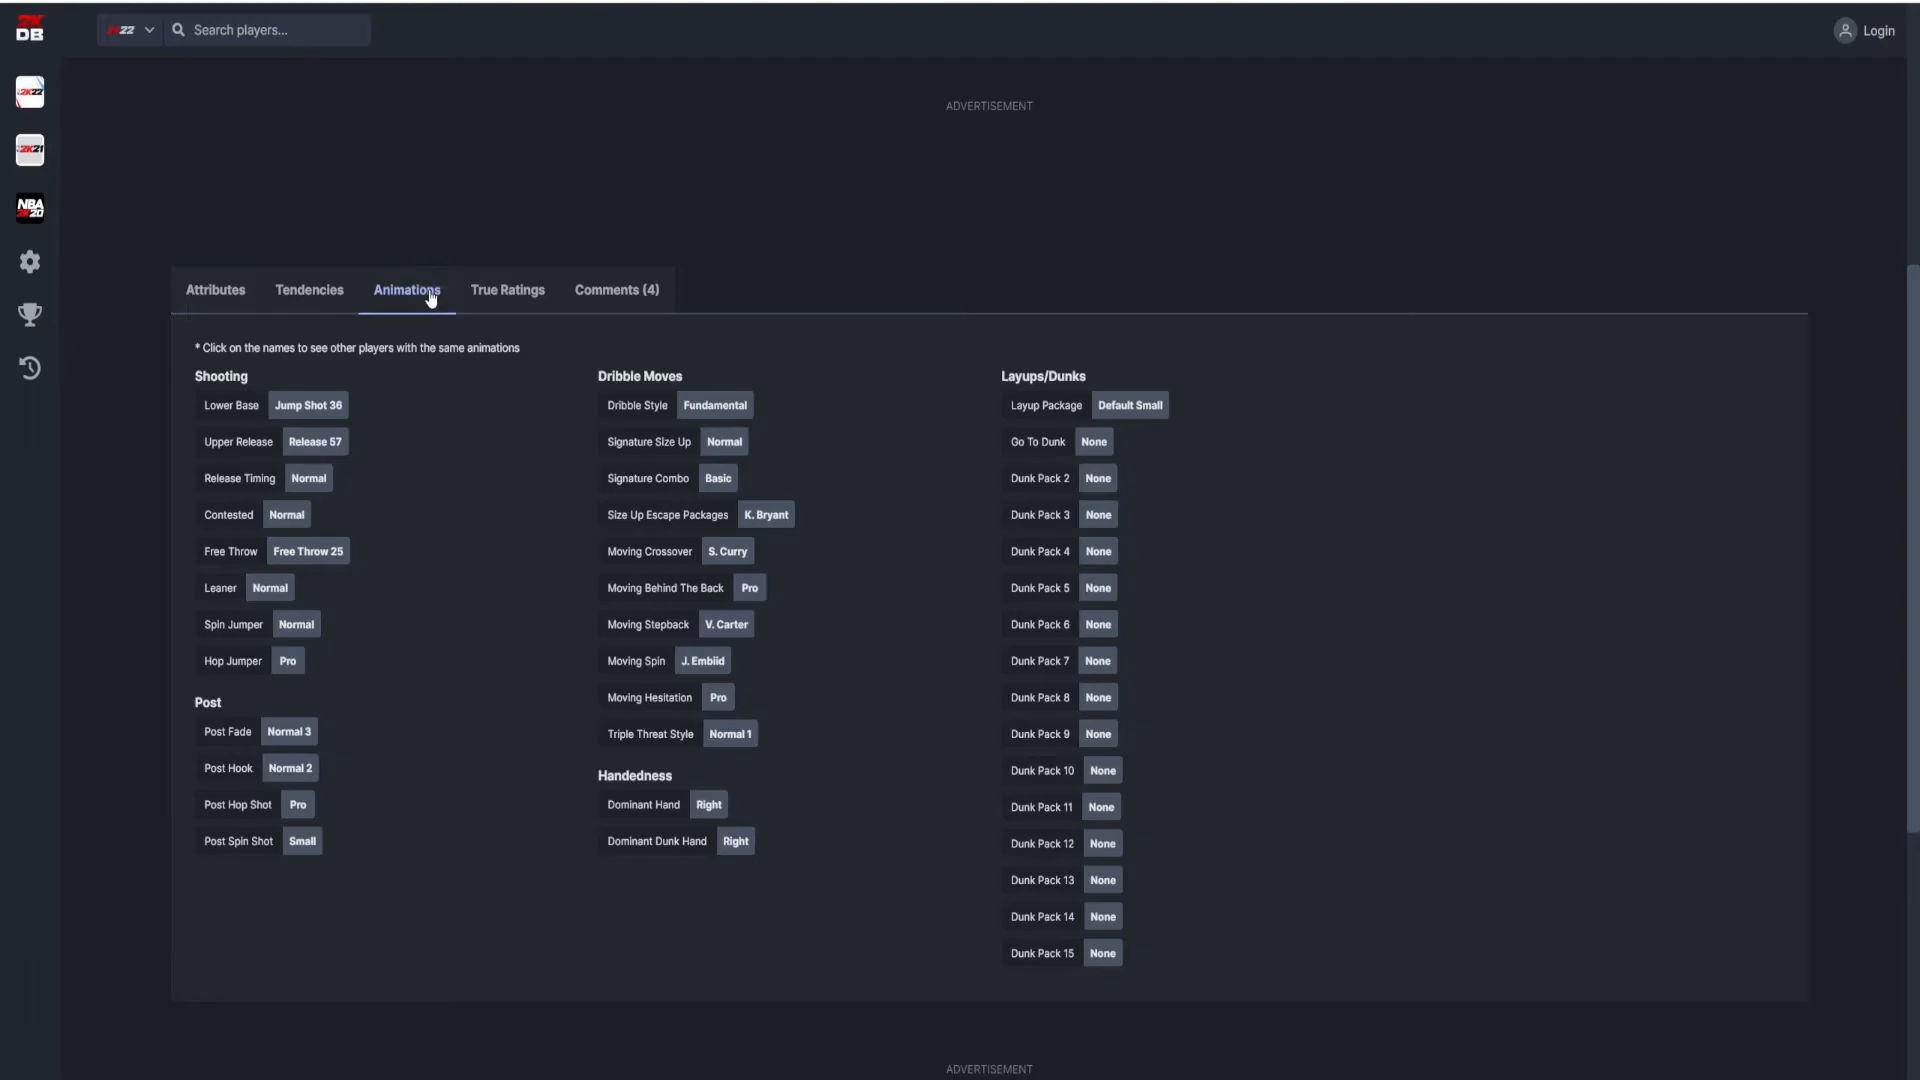 2K
DB
2K22
Search players...
Login
2K22
2K21
NBA
2K20
ADVERTISEMENT
Attributes
Tendencies
Animations
True Ratings
Comments (4)
* Click on the names to see other players with the same animations
Shooting
Lower Base Jump Shot 36
Upper Release Release 57
Release Timing Normal
Contested Normal
Free Throw Free Throw 25
Leaner Normal
Spin Jumper Normal
Hop Jumper Pro
Post
Post Fade Normal 3
Post Hook Normal 2
Post Hop Shot Pro
Post Spin Shot Small
Dribble Moves
Dribble Style Fundamental
Signature Size Up Normal
Signature Combo Basic
Size Up Escape Packages K. Bryant
Moving Crossover S. Curry
Moving Behind The Back Pro
Moving Stepback V. Carter
Moving Spin J. Embiid
Moving Hesitation Pro
Triple Threat Style Normal 1
Handedness
Dominant Hand Right
Dominant Dunk Hand Right
Layups/Dunks
Layup Package Default Small
Go To Dunk None
Dunk Pack 2 None
Dunk Pack 3 None
Dunk Pack 4 None
Dunk Pack 5 None
Dunk Pack 6 None
Dunk Pack 7 None
Dunk Pack 8 None
Dunk Pack 9 None
Dunk Pack 10 None
Dunk Pack 11 None
Dunk Pack 12 None
Dunk Pack 13 None
Dunk Pack 14 None
Dunk Pack 15 None
ADVERTISEMENT